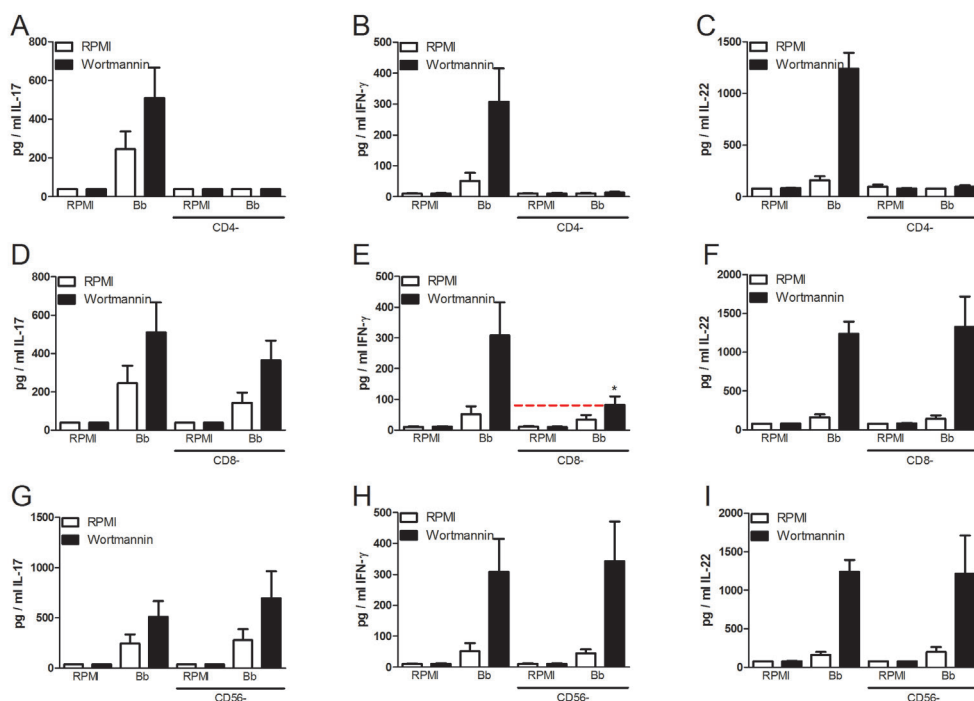 A
pg / ml IL-17
800
600
400
200
0
RPMI
Wortmannin
RPMI
Bb
RPMI
Bb
CD4-
B
pg / ml IFN-γ
500
400
300
200
100
0
RPMI
Wortmannin
RPMI
Bb
RPMI
Bb
CD4-
C
pg / ml IL-22
1500
1000
500
0
RPMI
Wortmannin
RPMI
Bb
RPMI
Bb
CD4-
D
pg / ml IL-17
800
600
400
200
0
RPMI
Wortmannin
RPMI
Bb
RPMI
Bb
CD8-
E
pg / ml IFN-γ
500
400
300
200
100
0
RPMI
Wortmannin
*
RPMI
Bb
RPMI
Bb
CD8-
F
pg / ml IL-22
2000
1500
1000
500
0
RPMI
Wortmannin
RPMI
Bb
RPMI
Bb
CD8-
G
pg / ml IL-17
1500
1000
500
0
RPMI
Wortmannin
RPMI
Bb
RPMI
Bb
CD56-
H
pg / ml IFN-γ
500
400
300
200
100
0
RPMI
Wortmannin
RPMI
Bb
RPMI
Bb
CD56-
I
pg / ml IL-22
2000
1500
1000
500
0
RPMI
Wortmannin
RPMI
Bb
RPMI
Bb
CD56-